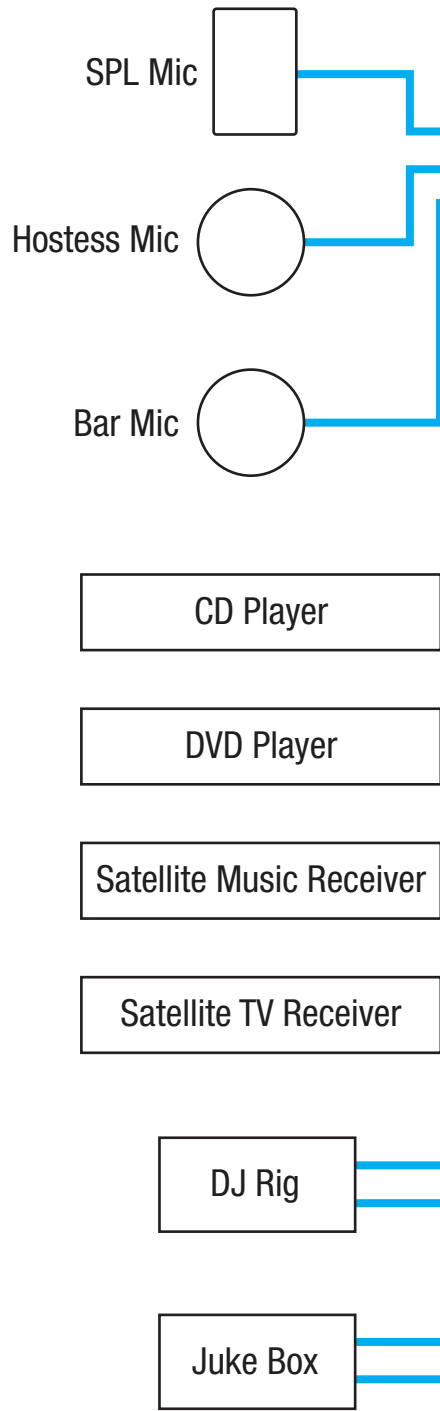 SPL Mic
Hostess Mic
Bar Mic
CD Player
DVD Player
Satellite Music Receiver
Satellite TV Receiver
DJ Rig
Juke Box